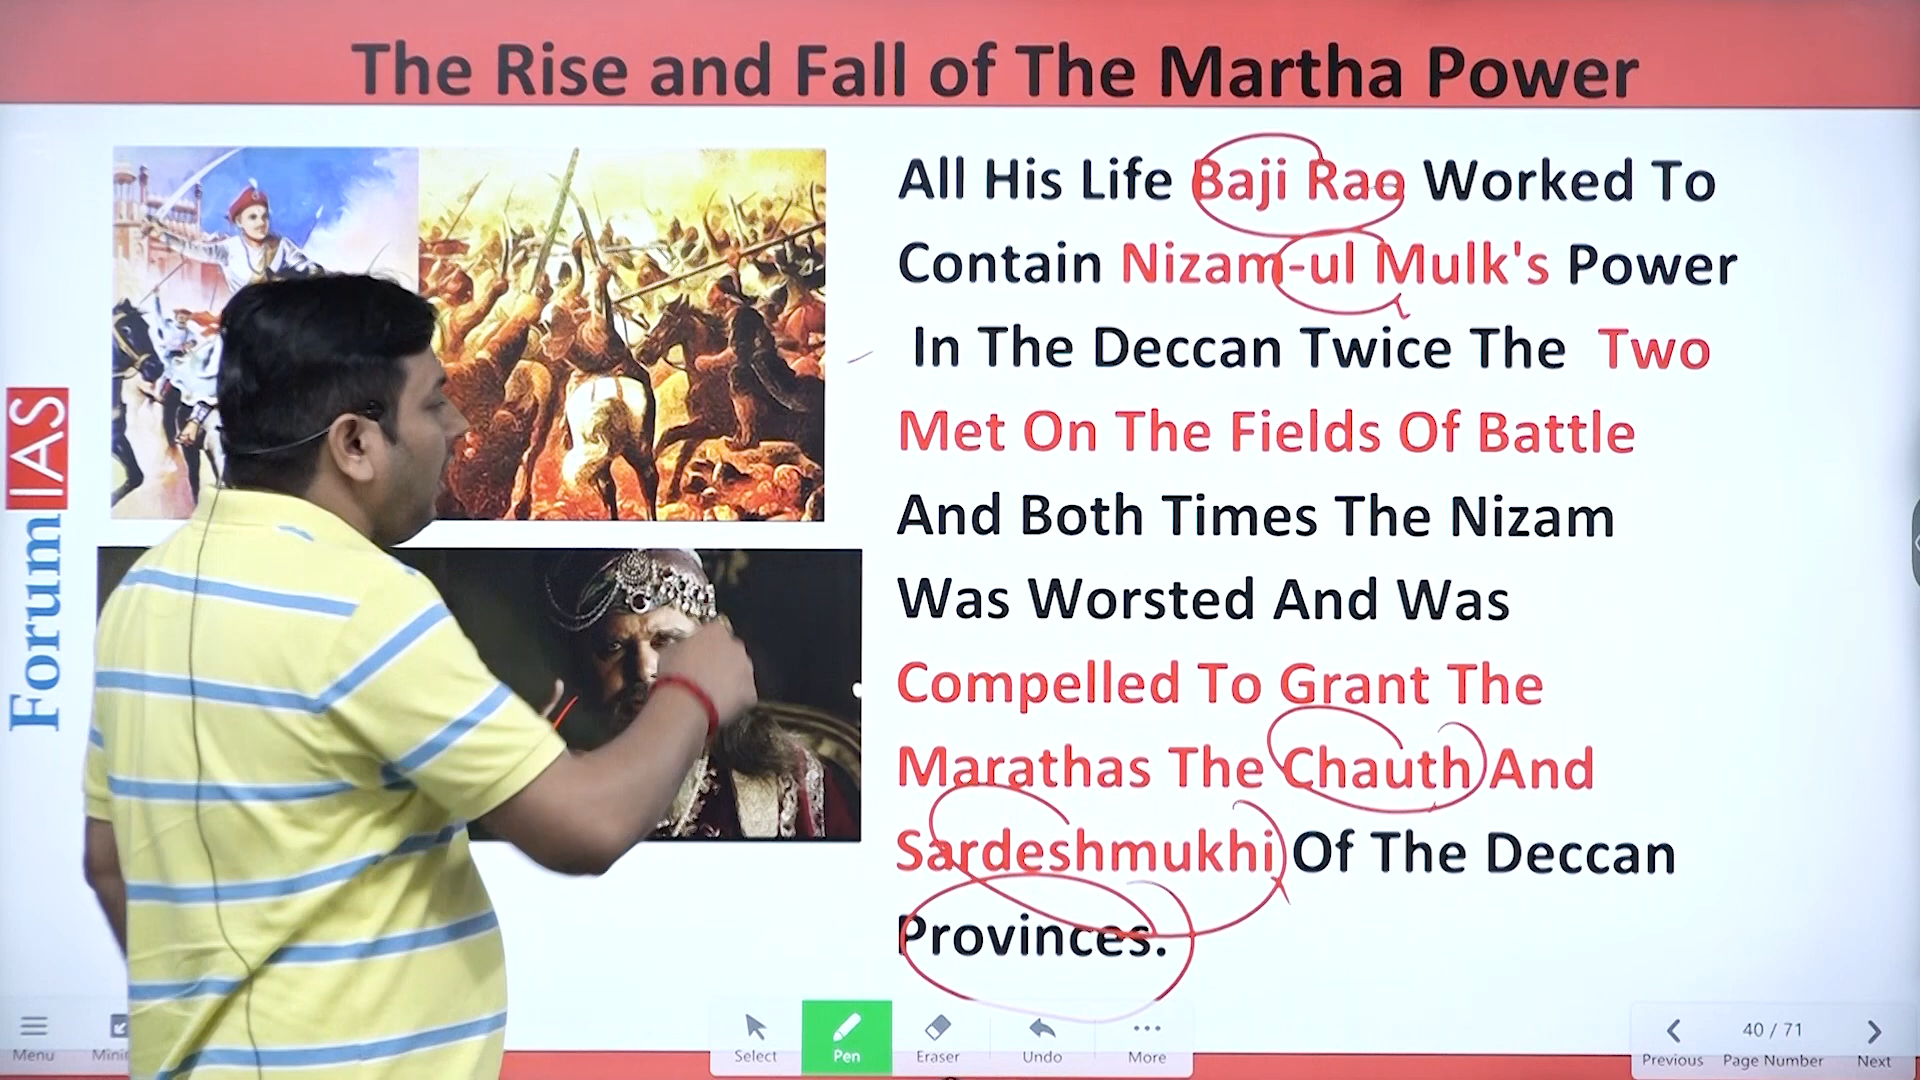 The Rise and Fall of The Martha Power
All His Life Baji Rao Worked To
Contain Nizam-ul Mulk's Power
In The Deccan Twice The Two
Met On The Fields Of Battle
And Both Times The Nizam
Was Worsted And Was
Compelled To Grant The
Marathas The Chauth And
Sardeshmukhi Of The Deccan
Provinces.
ForumIAS
Menu
Select
Pen
Eraser
Undo
More
40 / 71
Previous
Page Number
Next